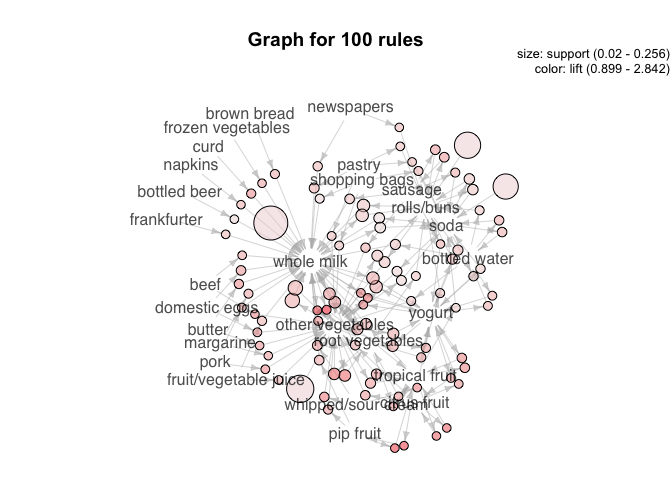 Graph for 100 rules
size: support (0.02 - 0.256)
color: lift (0.899 - 2.842)
newspapers
brown bread
frozen vegetables
curd
pastry
napkins
shopping bags
bottled beer
sausage
rolls/buns
frankfurter
soda
whole milk
bottled water
beef
domestic eggs
yogurt
other vegetables
butter
root vegetables
margarine
pork
tropical fruit
fruit/vegetable juice
whipped/sour cream
citrus fruit
pip fruit